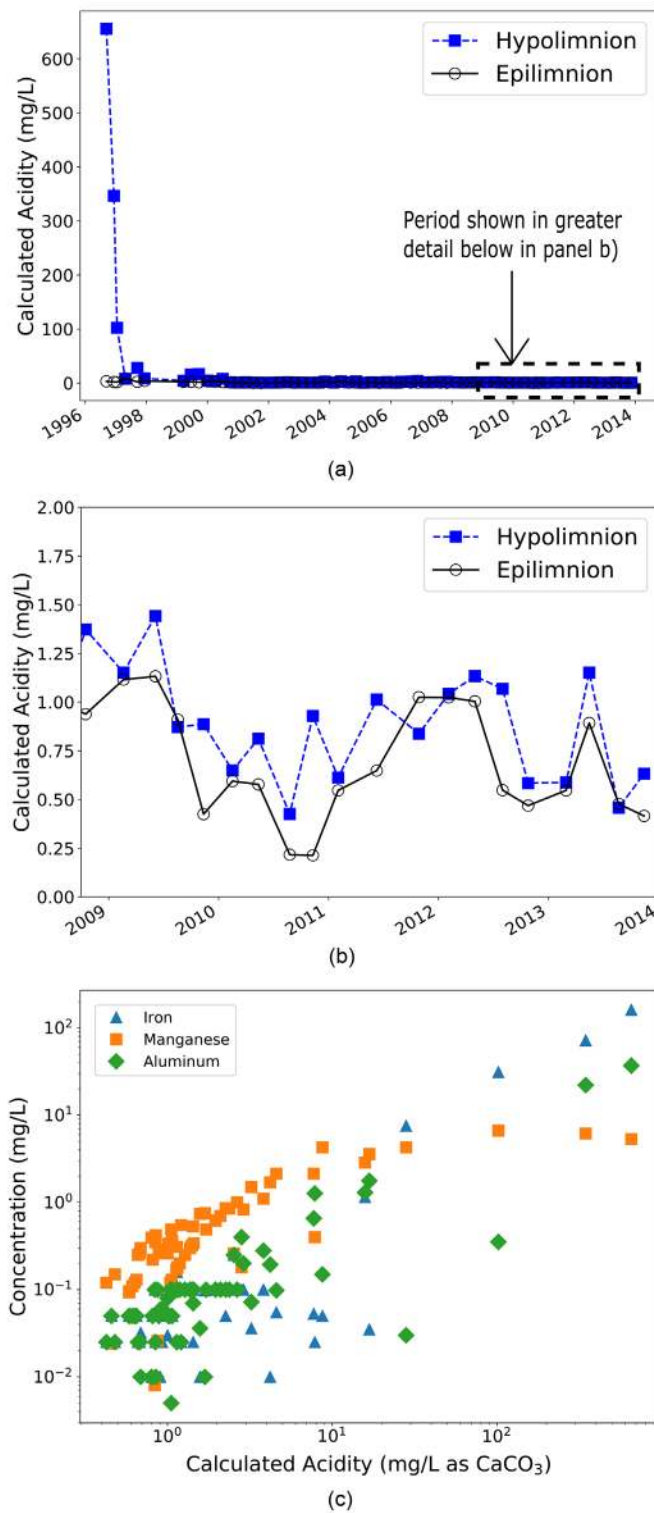 600
500
400
300
200
100
0
Calculated Acidity (mg/L)
Hypolimnion
Epilimnion
Period shown in greater
detail below in panel b)
1996
1998
2000
2002
2004
2006
2008
2010
2012
2014
(a)
2.00
1.75
1.50
1.25
1.00
0.75
0.50
0.25
0.00
Calculated Acidity (mg/L)
Hypolimnion
Epilimnion
2009
2010
2011
2012
2013
2014
(b)
Iron
Manganese
Aluminum
10²
10¹
10⁰
10⁻¹
10⁻²
Concentration (mg/L)
10⁰
10¹
10²
Calculated Acidity (mg/L as CaCO₃)
(c)